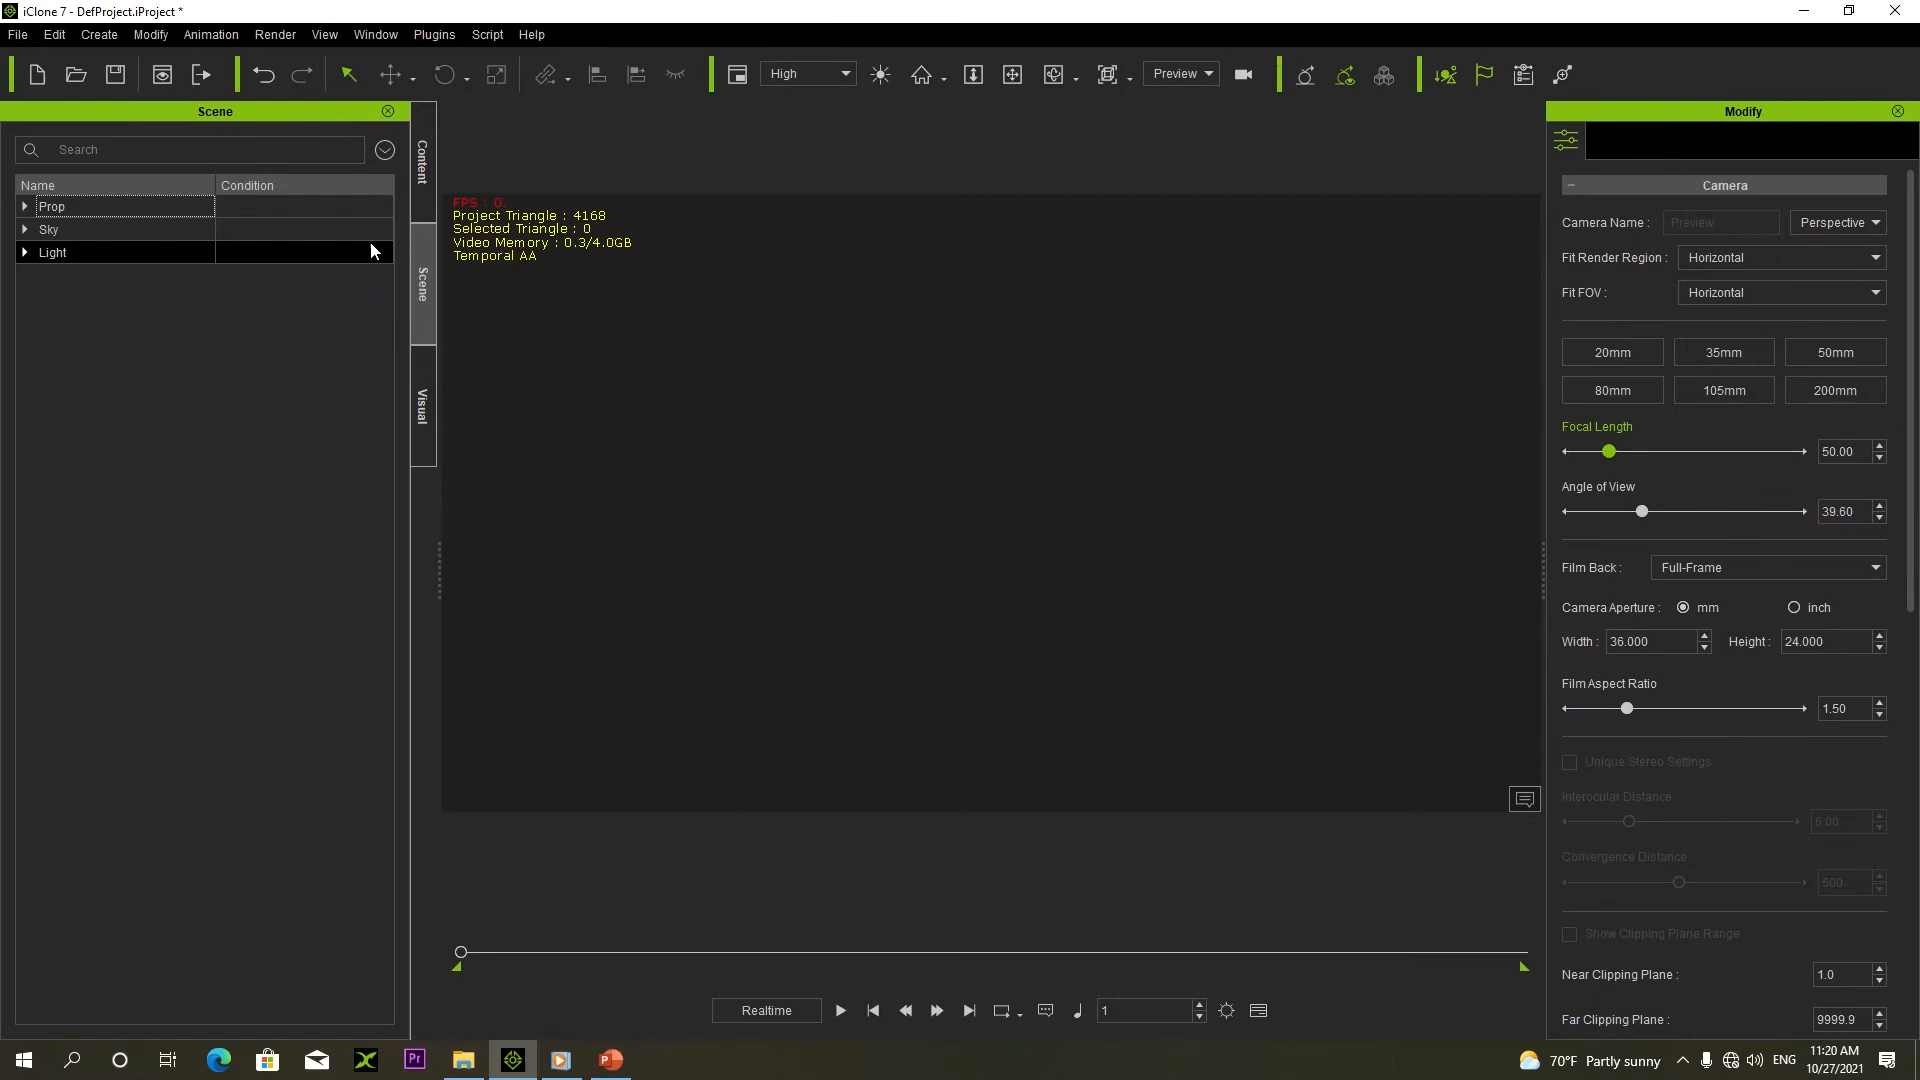 iClone 7 - DefProject.iProject *
File Edit Create Modify Animation Render View Window Plugins Script Help
High
Preview
Scene
Search
Name Condition
Prop
Sky
Light
Content
Scene
Visual
FPS : 0.
Project Triangle : 4168
Selected Triangle : 0
Video Memory : 0.3/4.0GB
Temporal AA
Realtime
1
Modify
Camera
Camera Name : Preview Perspective
Fit Render Region : Horizontal
Fit FOV : Horizontal
20mm 35mm 50mm
80mm 105mm 200mm
Focal Length
50.00
Angle of View
39.60
Film Back : Full-Frame
Camera Aperture : mm inch
Width : 36.000 Height : 24.000
Film Aspect Ratio
1.50
Unique Stereo Settings
Interocular Distance
6.00
Convergence Distance
500
Show Clipping Plane Range
Near Clipping Plane : 1.0
Far Clipping Plane : 9999.9
Pr
P
70°F Partly sunny
ENG
11:20 AM
10/27/2021